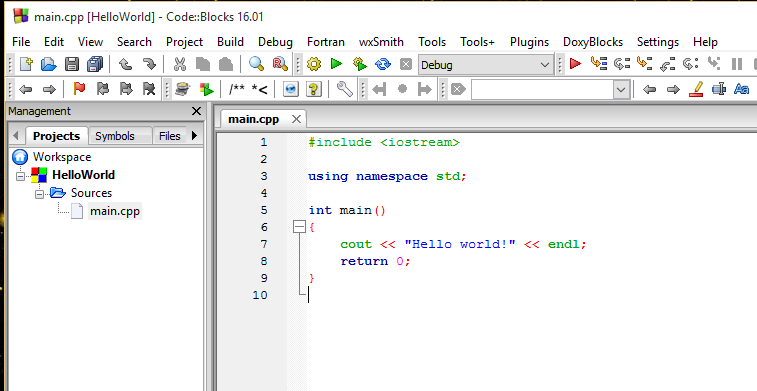 main.cpp [HelloWorld] - Code::Blocks 16.01
File Edit View Search Project Build Debug Fortran wxSmith Tools Tools+ Plugins DoxyBlocks Settings Help
Debug
/** *<
Management
Projects Symbols Files
Workspace
HelloWorld
Sources
main.cpp
main.cpp
1 #include <iostream>
2
3 using namespace std;
4
5 int main()
6 {
7 cout << "Hello world!" << endl;
8 return 0;
9 }
10